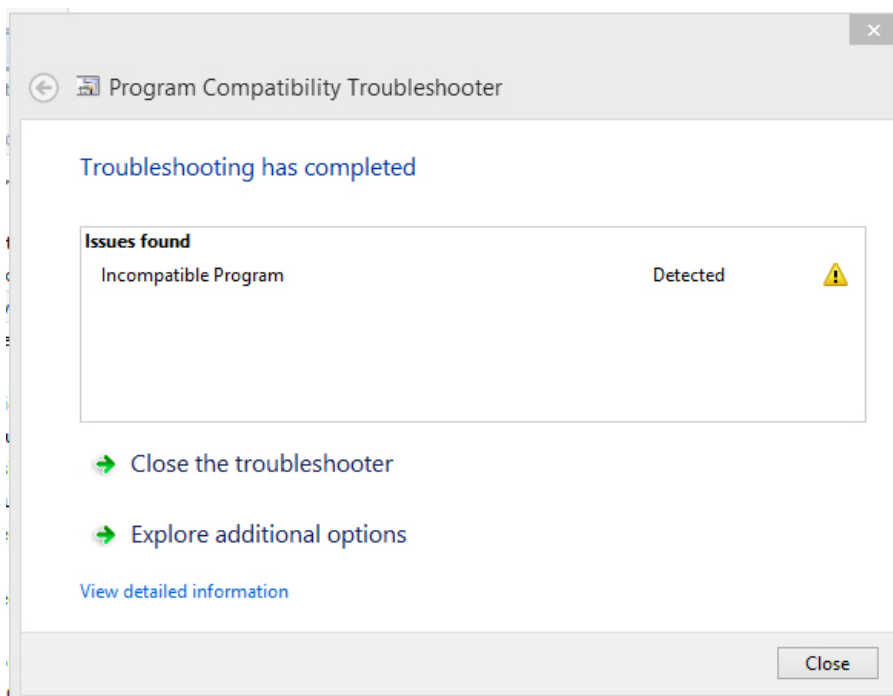 Program Compatibility Troubleshooter
Troubleshooting has completed
Issues found
Incompatible Program Detected
Close the troubleshooter
Explore additional options
View detailed information
Close